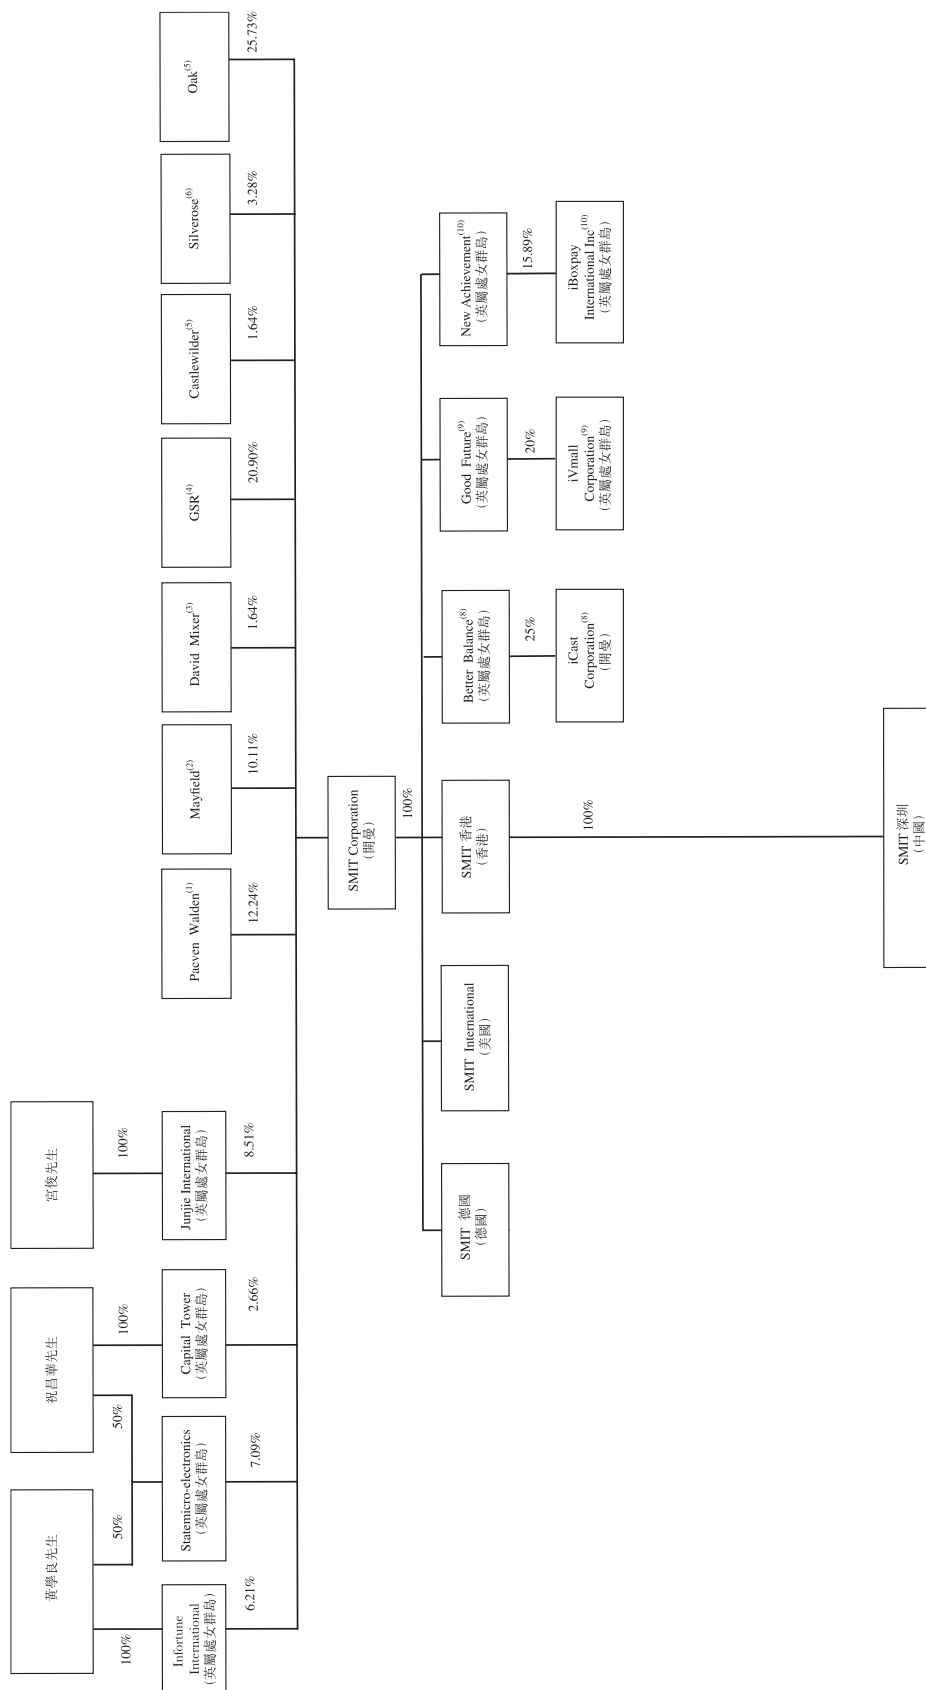 黃學良先生
祝昌華先生
宮俊先生
100%
50%
50%
100%
100%
Infortune
International
（英屬處女群島）
Statemicro-electronics
（英屬處女群島）
Capital Tower
（英屬處女群島）
Junjie International
（英屬處女群島）
Pacven Walden(1)
Mayfield(2)
David Mixer(3)
GSR(4)
Castlewilder(5)
Silverose(6)
Oak(5)
6.21%
7.09%
2.66%
8.51%
12.24%
10.11%
1.64%
20.90%
1.64%
3.28%
25.73%
SMIT Corporation
（開曼）
100%
SMIT 德國
（德國）
SMIT International
（美國）
SMIT 香港
（香港）
Better Balance(8)
（英屬處女群島）
Good Future(9)
（英屬處女群島）
New Achievement(10)
（英屬處女群島）
100%
25%
20%
15.89%
iCast
Corporation(8)
（開曼）
iVmall
Corporation(9)
（英屬處女群島）
iBoxpay
International Inc(10)
（英屬處女群島）
SMIT 深圳
（中國）